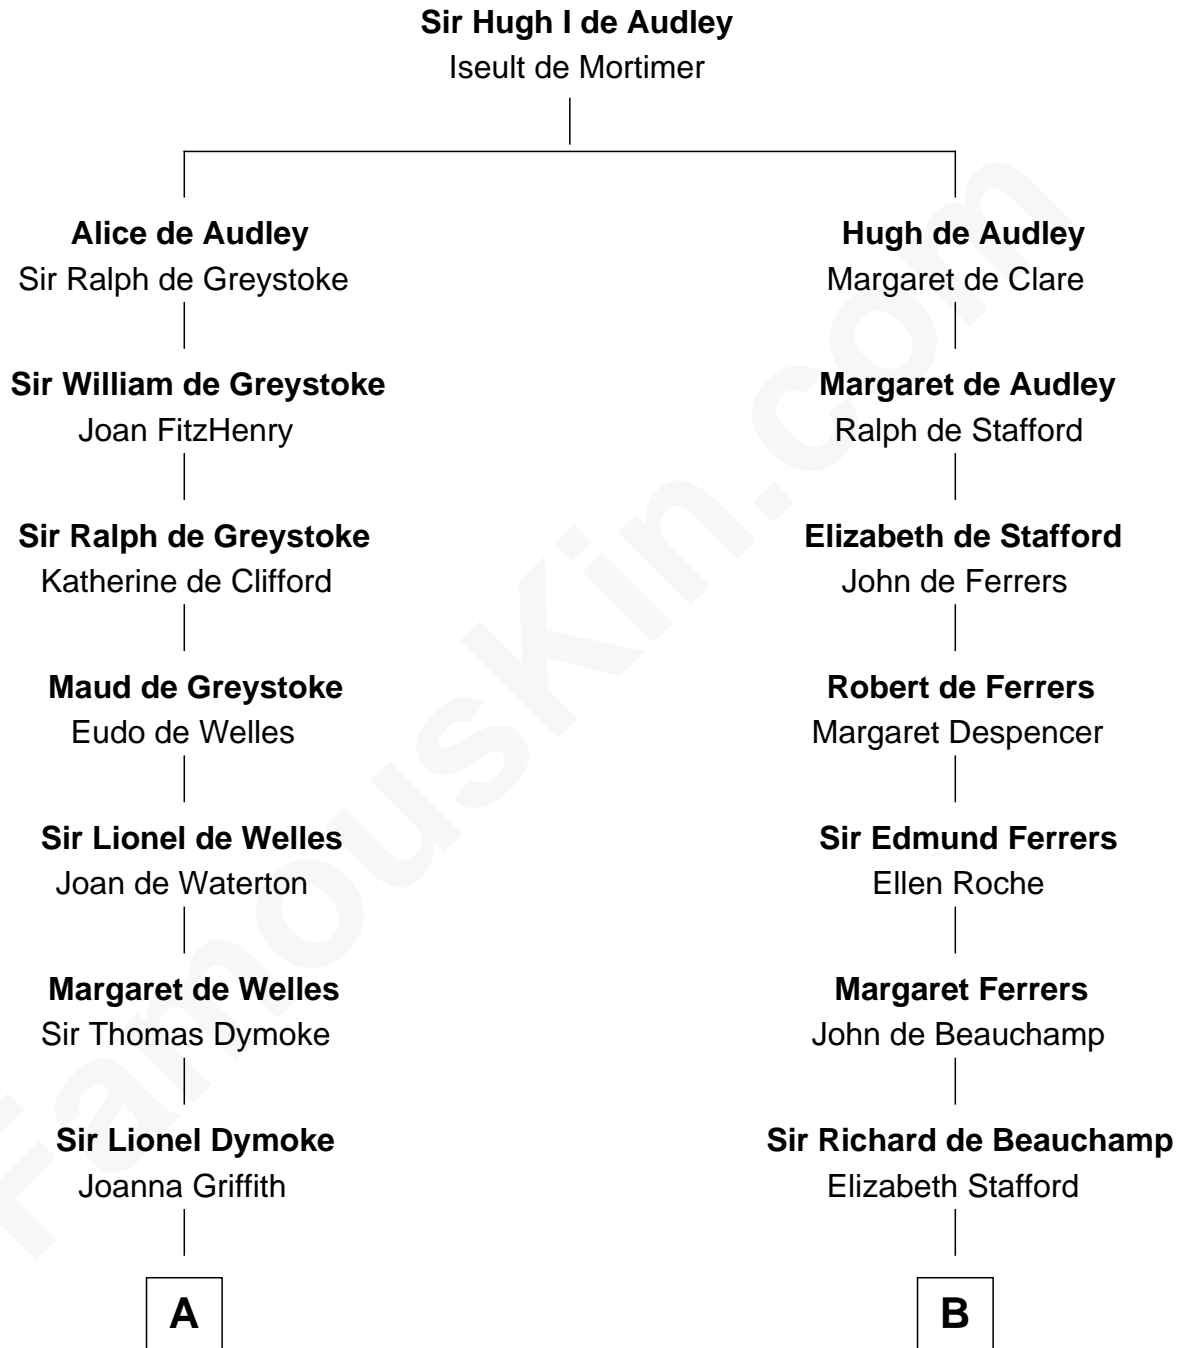 Sir Hugh I de Audley
Iseult de Mortimer
Alice de Audley
Sir Ralph de Greystoke
Hugh de Audley
Margaret de Clare
Sir William de Greystoke
Joan FitzHenry
Margaret de Audley
Ralph de Stafford
Sir Ralph de Greystoke
Katherine de Clifford
Elizabeth de Stafford
John de Ferrers
Maud de Greystoke
Eudo de Welles
Robert de Ferrers
Margaret Despencer
Sir Lionel de Welles
Joan de Waterton
Sir Edmund Ferrers
Ellen Roche
Margaret de Welles
Sir Thomas Dymoke
Margaret Ferrers
John de Beauchamp
Sir Lionel Dymoke
Joanna Griffith
Sir Richard de Beauchamp
Elizabeth Stafford
A
B
FamousKin.com